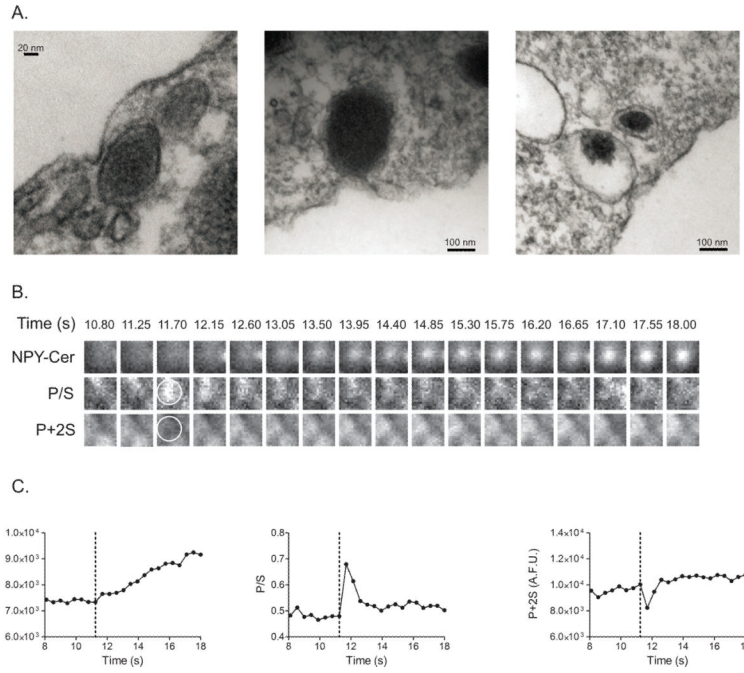 A.
20 nm
100 nm
100 nm
B.
Time (s) 10.80 11.25 11.70 12.15 12.60 13.05 13.50 13.95 14.40 14.85 15.30 15.75 16.20 16.65 17.10 17.55 18.00
NPY-Cer
P/S
P+2S
C.
1.0x10⁴
9.0x10³
8.0x10³
7.0x10³
6.0x10³
8 10 12 14 16 18
Time (s)
P/S
0.8
0.7
0.6
0.5
0.4
8 10 12 14 16 18
Time (s)
P+2S (A.F.U.)
1.4x10⁴
1.2x10⁴
1.0x10⁴
8.0x10³
6.0x10³
8 10 12 14 16 18
Time (s)